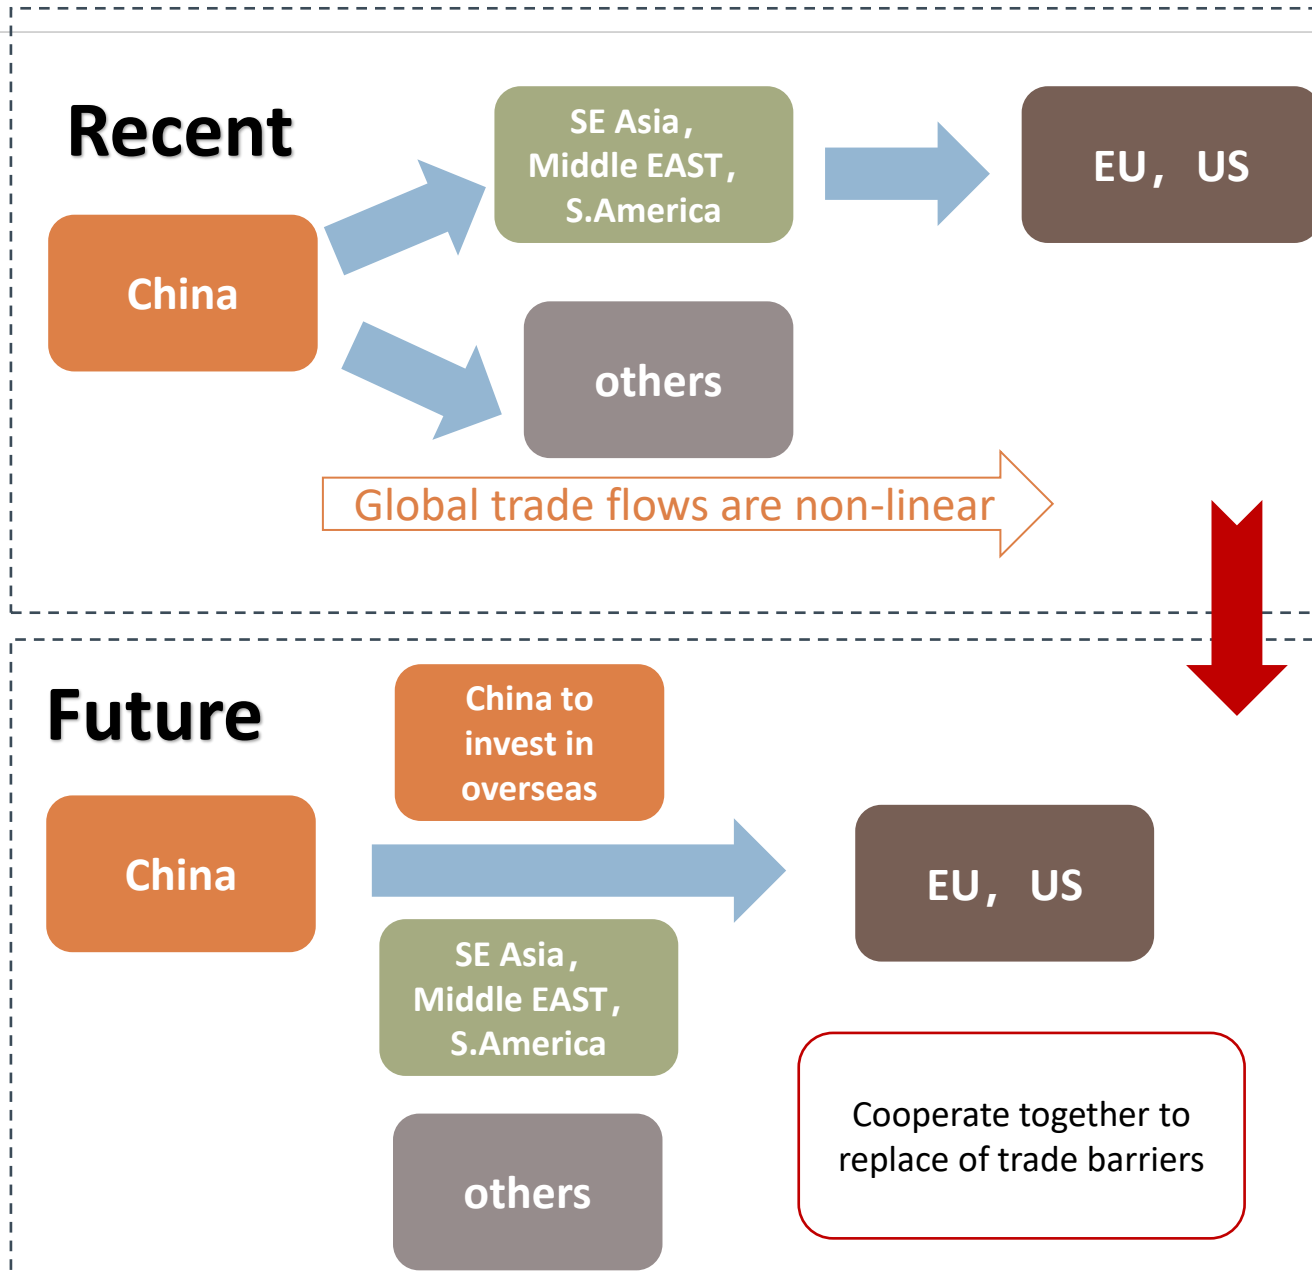 Recent
SE Asia，
Middle EAST，
S.America
EU， US
China
others
Global trade flows are non-linear
Future
China to
invest in
overseas
China
EU， US
SE Asia，
Middle EAST，
S.America
Cooperate together to
replace of trade barriers
others